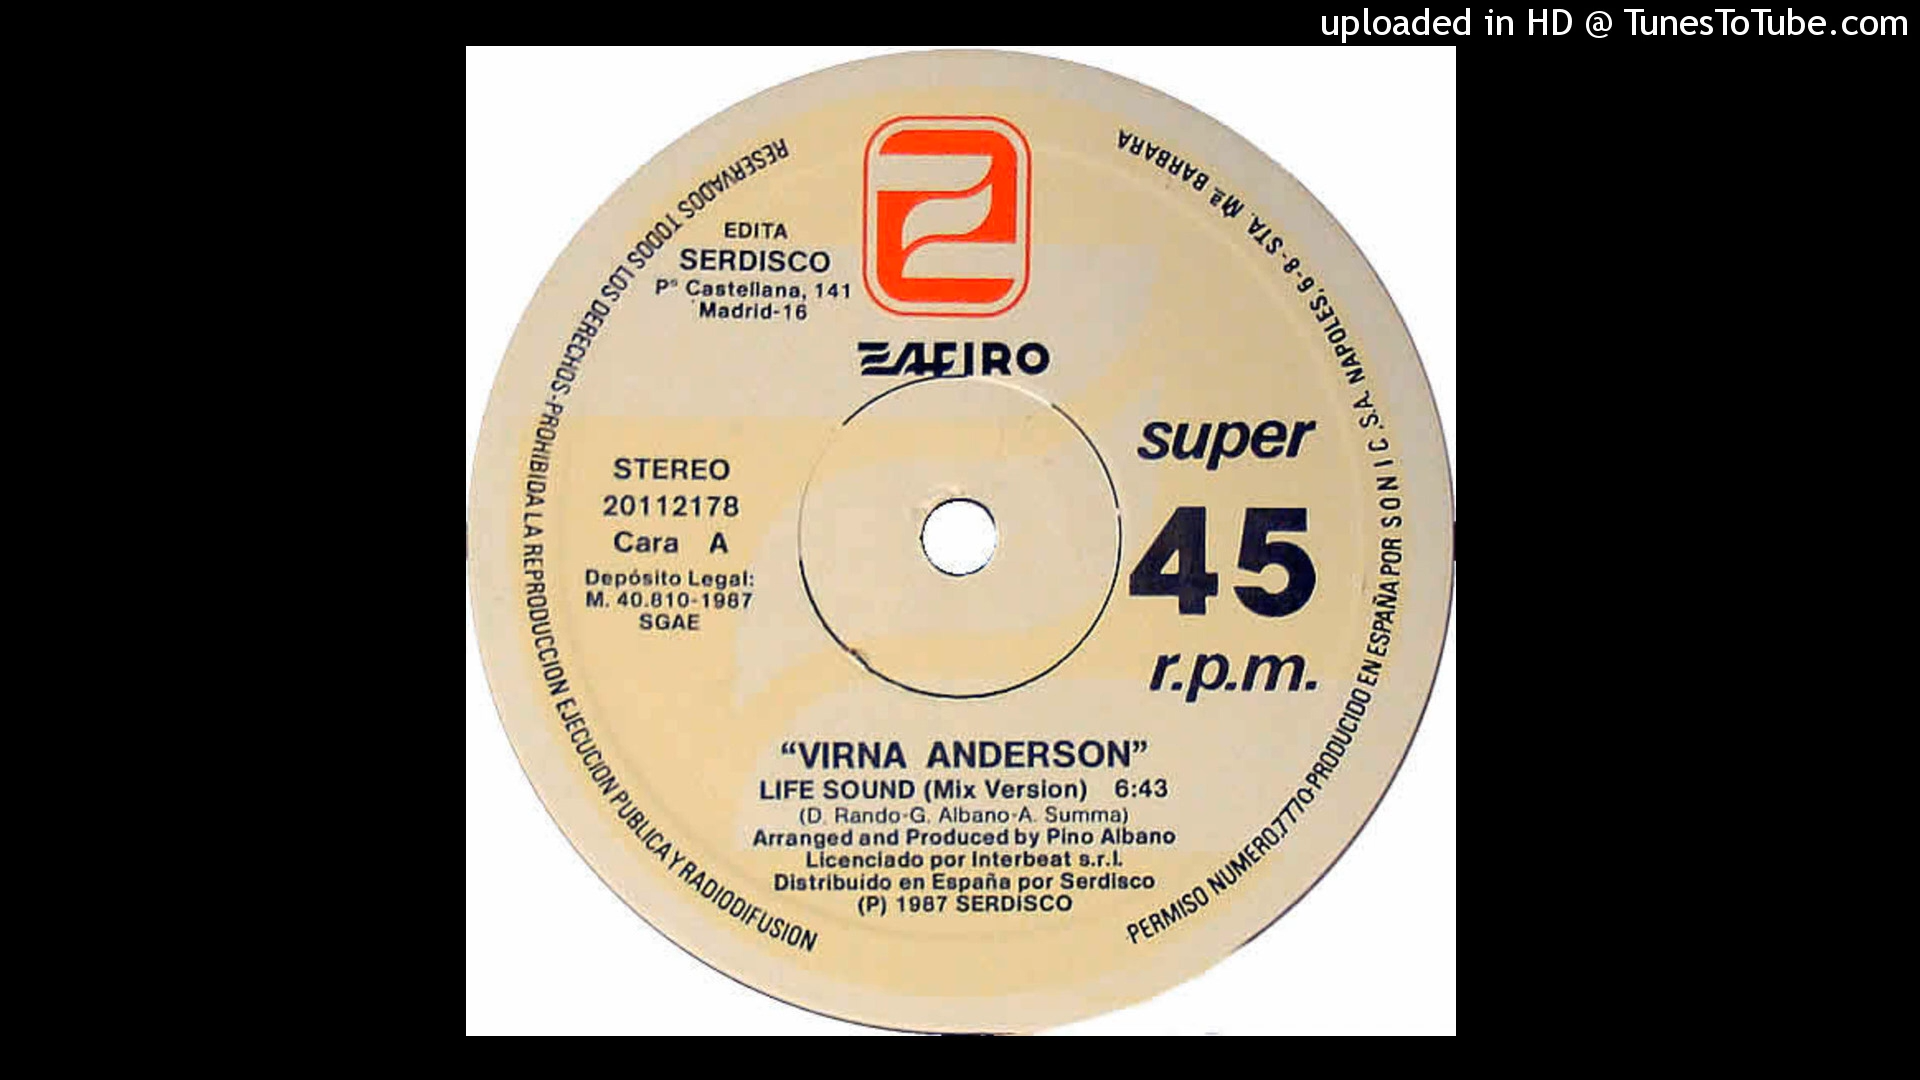 uploaded in HD @ TunesToTube.com
RESERVADOS TODOS LOS DERECHOS-PROHIBIDA LA REPRODUCCION EJECUCION PUBLICA Y RADIODIFUSION
EDITA
SERDISCO
Pº Castellana, 141
Madrid-16
ZAFIRO
STEREO
20112178
Cara A
Depósito Legal:
M. 40.810-1987
SGAE
super
45
r.p.m.
"VIRNA ANDERSON"
LIFE SOUND (Mix Version) 6:43
(D. Rando-G. Albano-A. Summa)
Arranged and Produced by Pino Albano
Licenciado por Interbeat s.r.l.
Distribuído en España por Serdisco
(P) 1987 SERDISCO
PERMISO NUMERO.7770-PRODUCIDO EN ESPAÑA POR SONIC,S.A. NAPOLES,6-8-STA. Mª BARBARA